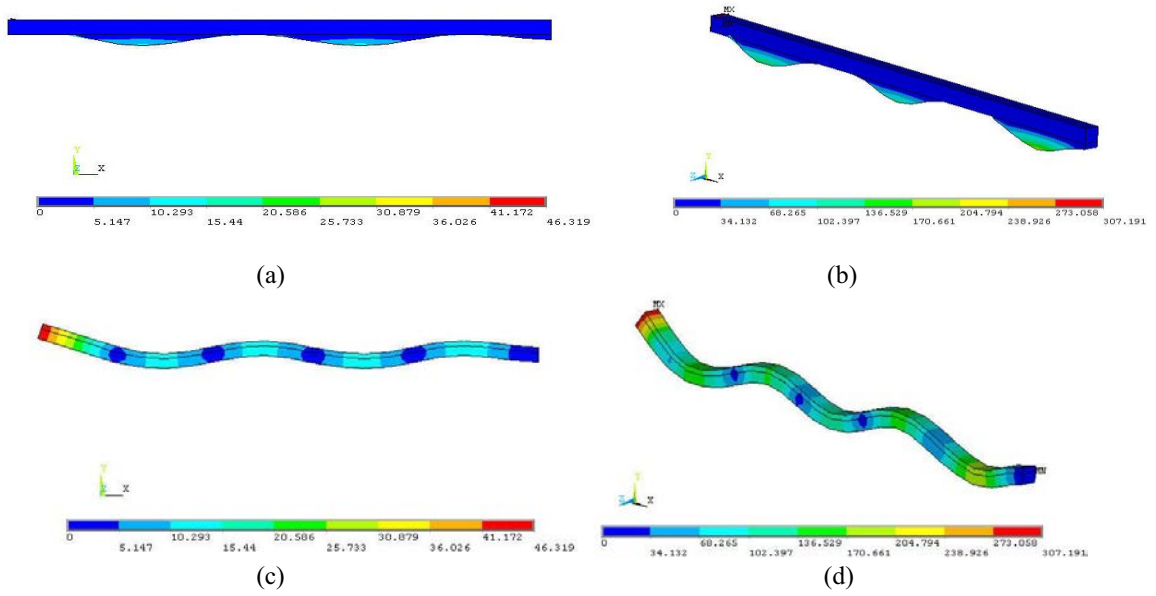 MX
Y
Z X
Y
Z X
0 10.293 20.586 30.879 41.172
5.147 15.44 25.733 36.026 46.319
0 68.265 136.529 204.794 273.058
34.132 102.397 170.661 238.926 307.191
(a)
(b)
MX
MN
Y
Z X
Y
Z X
0 10.293 20.586 30.879 41.172
5.147 15.44 25.733 36.026 46.319
0 68.265 136.529 204.794 273.058
34.132 102.397 170.661 238.926 307.191
(c)
(d)